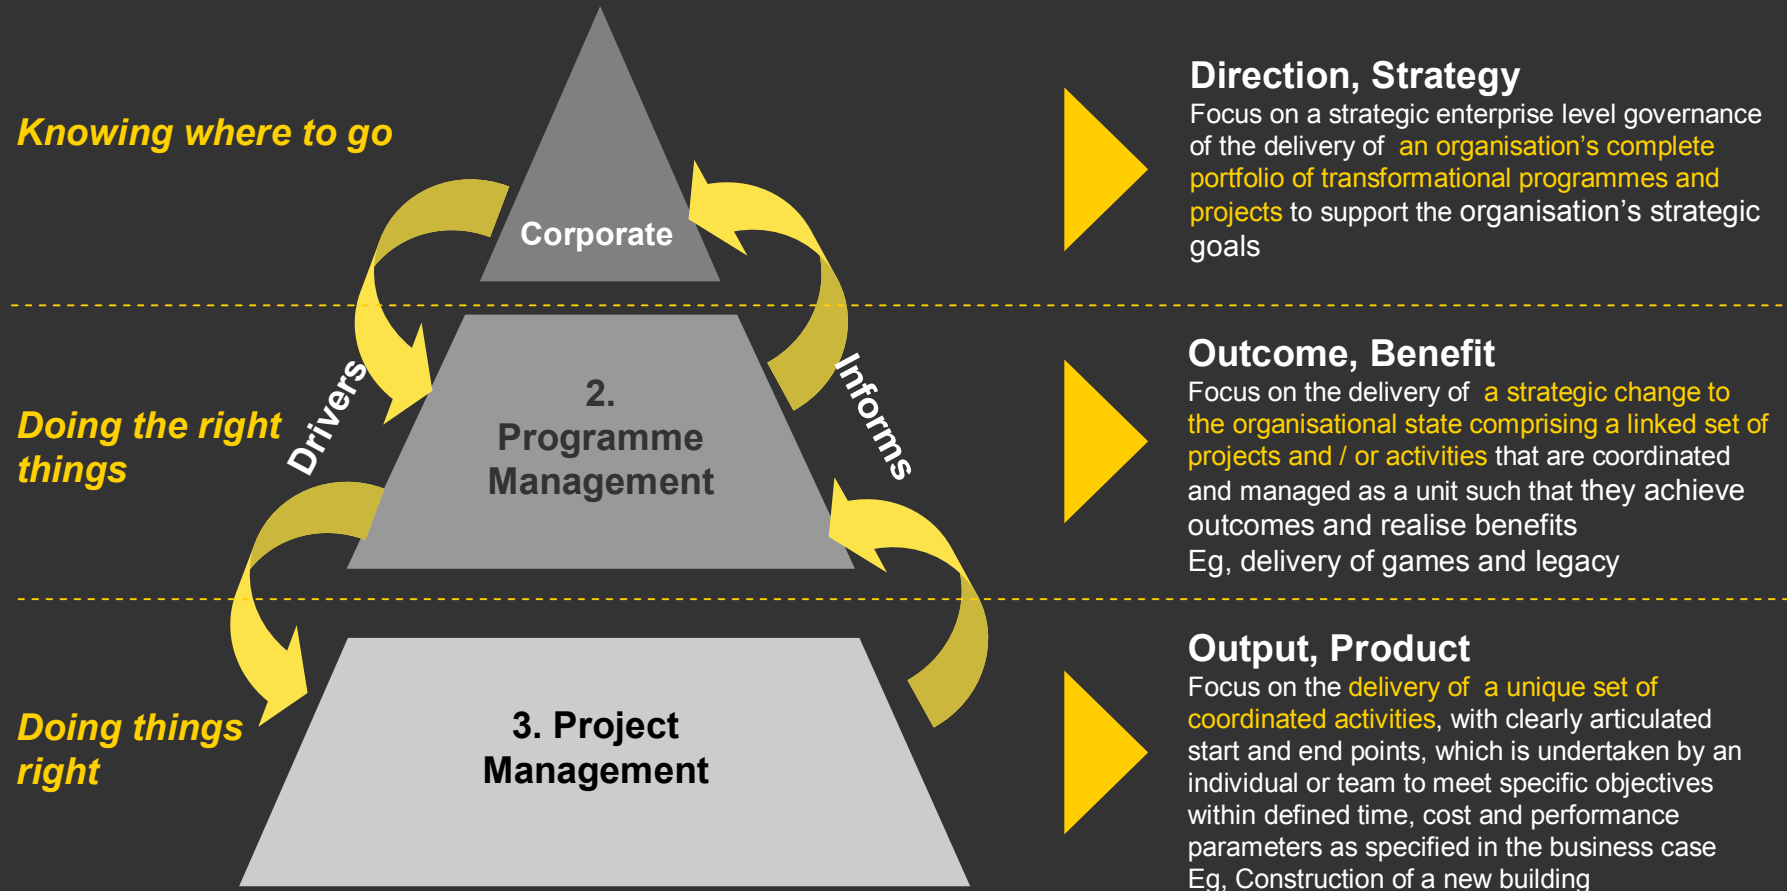 Knowing where to go
Corporate
Direction, Strategy
Focus on a strategic enterprise level governance
of the delivery of an organisation’s complete
portfolio of transformational programmes and
projects to support the organisation’s strategic
goals
Doing the right
things
Drivers
2.
Programme
Management
Informs
Outcome, Benefit
Focus on the delivery of a strategic change to
the organisational state comprising a linked set of
projects and / or activities that are coordinated
and managed as a unit such that they achieve
outcomes and realise benefits
Eg, delivery of games and legacy
Doing things
right
3. Project
Management
Output, Product
Focus on the delivery of a unique set of
coordinated activities, with clearly articulated
start and end points, which is undertaken by an
individual or team to meet specific objectives
within defined time, cost and performance
parameters as specified in the business case
Eg, Construction of a new building